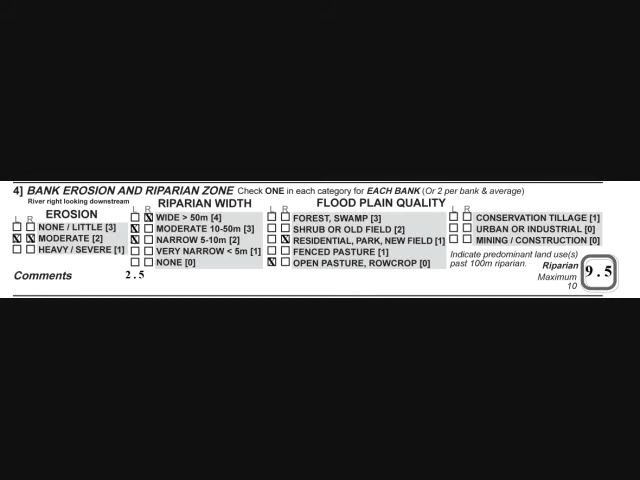 4] BANK EROSION AND RIPARIAN ZONE Check ONE in each category for EACH BANK (Or 2 per bank & average)
River right looking downstream
L R RIPARIAN WIDTH L R FLOOD PLAIN QUALITY L R
L R EROSION
☐ ☒ WIDE > 50m [4] ☐ ☐ FOREST, SWAMP [3] ☐ ☐ CONSERVATION TILLAGE [1]
☐ ☐ NONE / LITTLE [3] ☒ ☐ MODERATE 10-50m [3] ☐ ☐ SHRUB OR OLD FIELD [2] ☐ ☐ URBAN OR INDUSTRIAL [0]
☒ ☒ MODERATE [2] ☒ ☐ NARROW 5-10m [2] ☐ ☒ RESIDENTIAL, PARK, NEW FIELD [1] ☐ ☐ MINING / CONSTRUCTION [0]
☐ ☐ HEAVY / SEVERE [1] ☐ ☐ VERY NARROW < 5m [1] ☐ ☐ FENCED PASTURE [1]
☐ ☐ NONE [0] ☒ ☐ OPEN PASTURE, ROWCROP [0]
Indicate predominant land use(s)
past 100m riparian. Riparian
Comments 2.5
Maximum
10
9.5